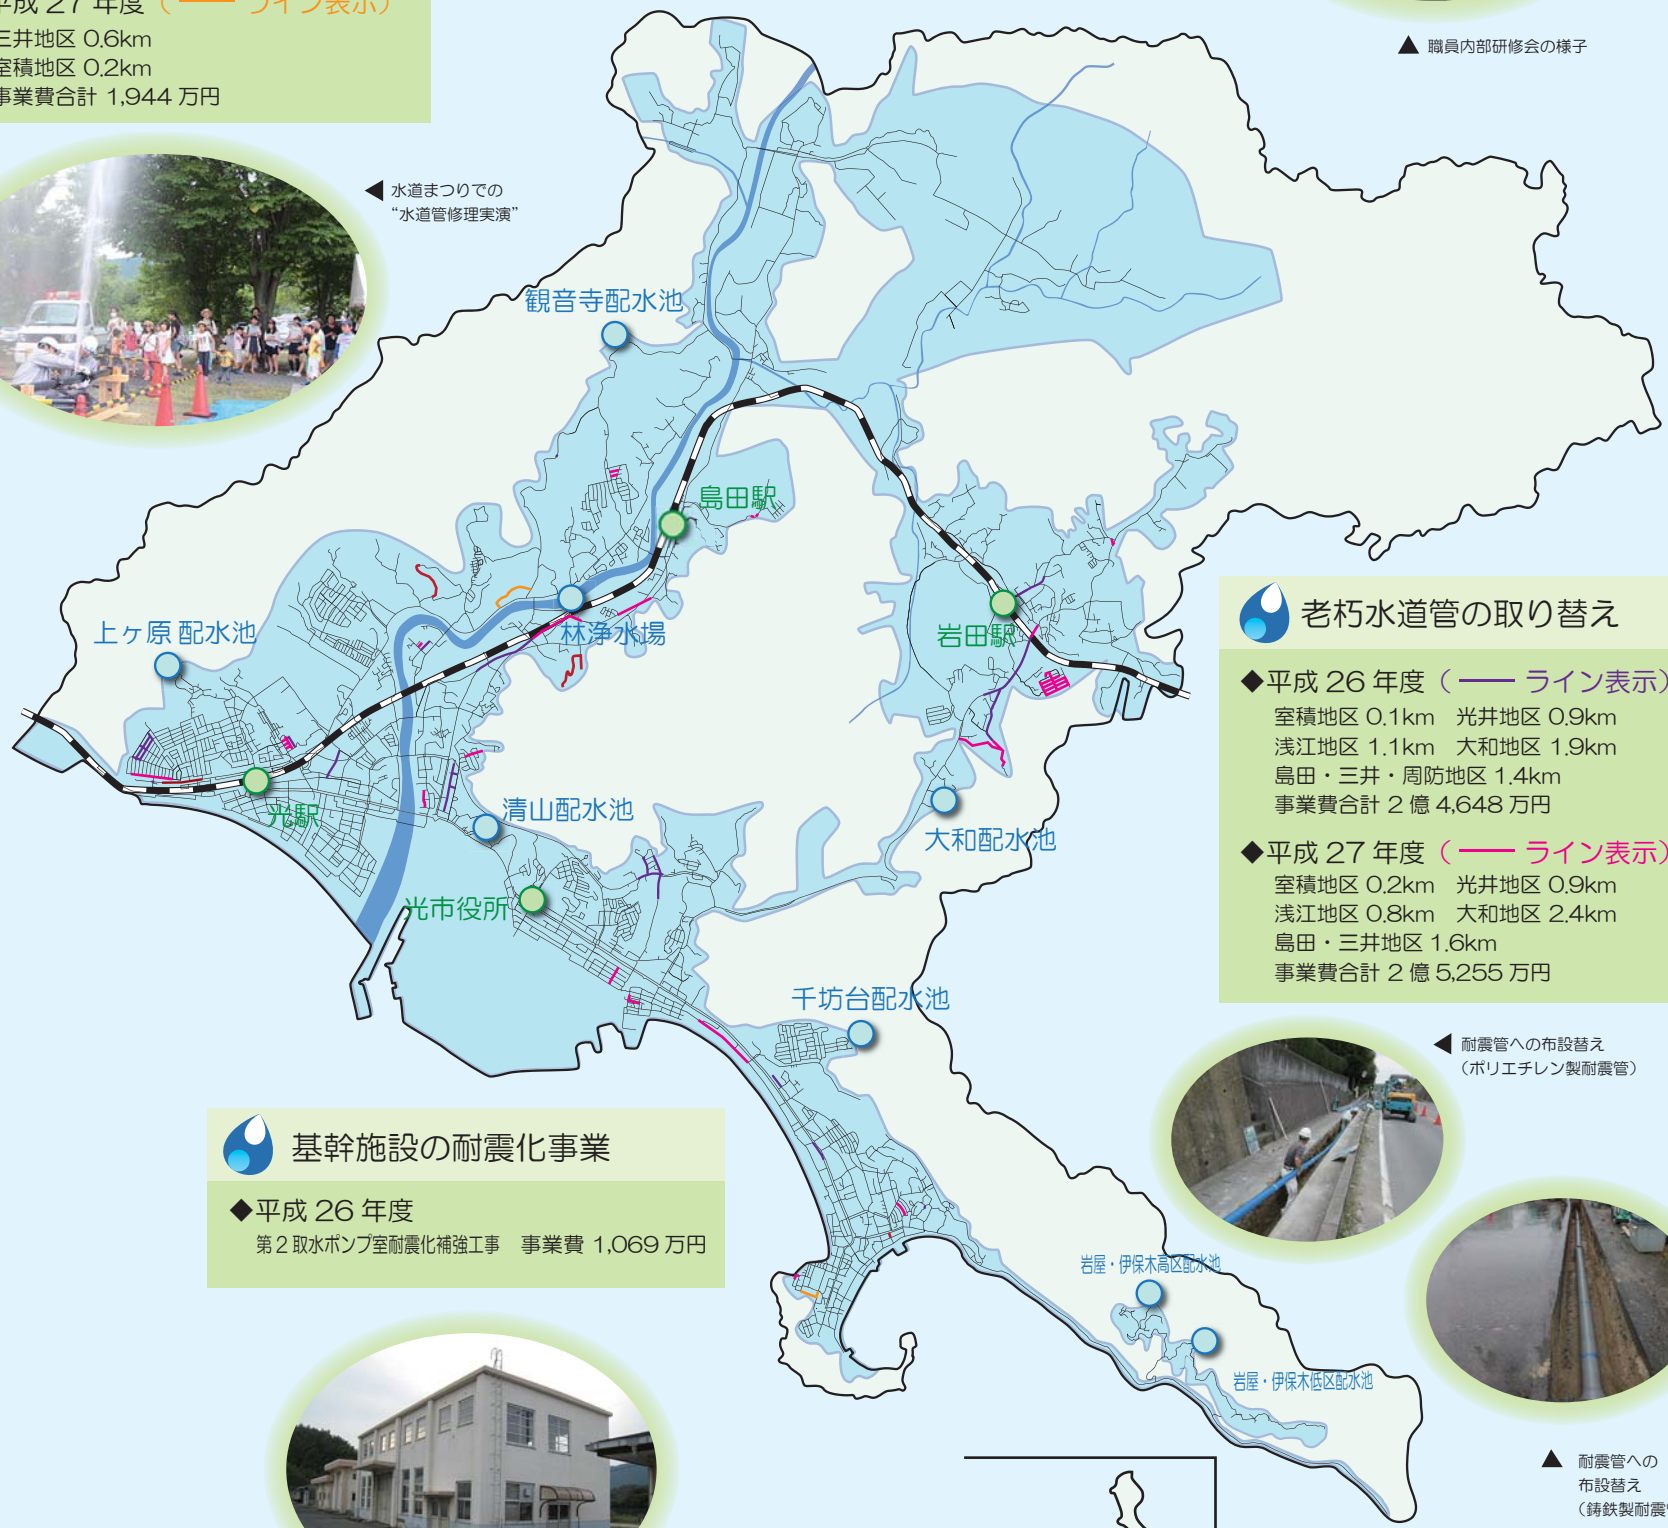 平成 27 年度（ ── ライン表示）
三井地区 0.6km
室積地区 0.2km
事業費合計 1,944 万円
▲ 職員内部研修会の様子
◀ 水道まつりでの
“水道管修理実演”
観音寺配水池
島田駅
上ヶ原配水池
林浄水場
岩田駅
光駅
清山配水池
大和配水池
光市役所
千坊台配水池
岩屋・伊保木高区配水池
岩屋・伊保木低区配水池
老朽水道管の取り替え
◆平成 26 年度（ ── ライン表示）
室積地区 0.1km　光井地区 0.9km
浅江地区 1.1km　大和地区 1.9km
島田・三井・周防地区 1.4km
事業費合計 2 億 4,648 万円
◆平成 27 年度（ ── ライン表示）
室積地区 0.2km　光井地区 0.9km
浅江地区 0.8km　大和地区 2.4km
島田・三井地区 1.6km
事業費合計 2 億 5,255 万円
◀ 耐震管への布設替え
（ポリエチレン製耐震管）
基幹施設の耐震化事業
◆平成 26 年度
第２取水ポンプ室耐震化補強工事　事業費 1,069 万円
▲ 耐震管への
布設替え
（鋳鉄製耐震